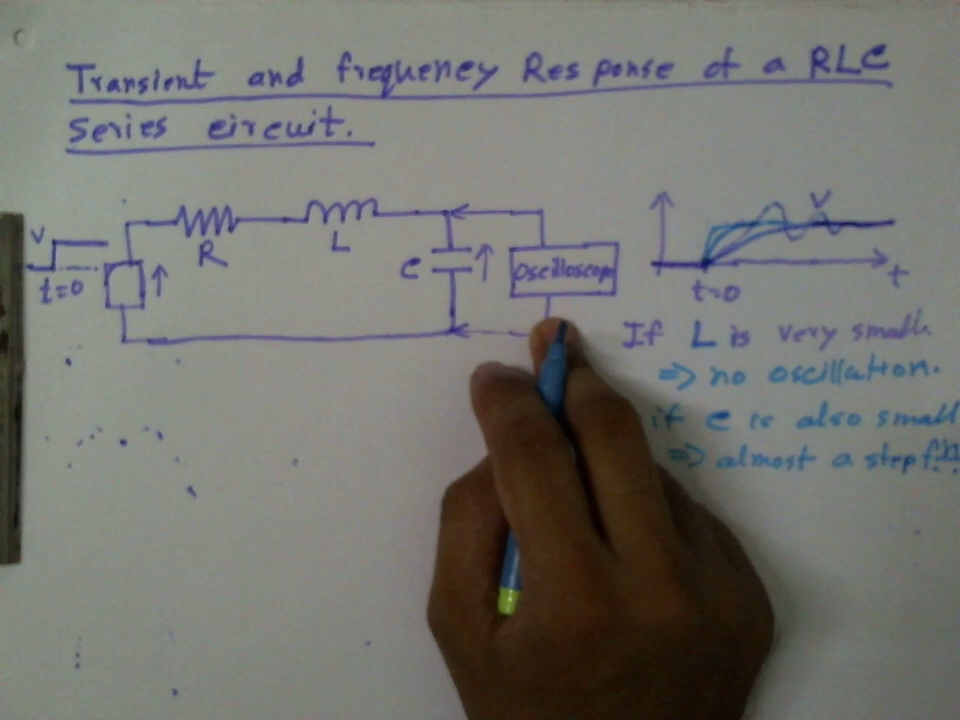 Transient and frequency Response of a RLC
Series circuit.
V
t=0
R
L
C
Oscilloscope
V
t
t=0
If L is very small.
=> no oscillation.
if C is also small
=> almost a step f.n.